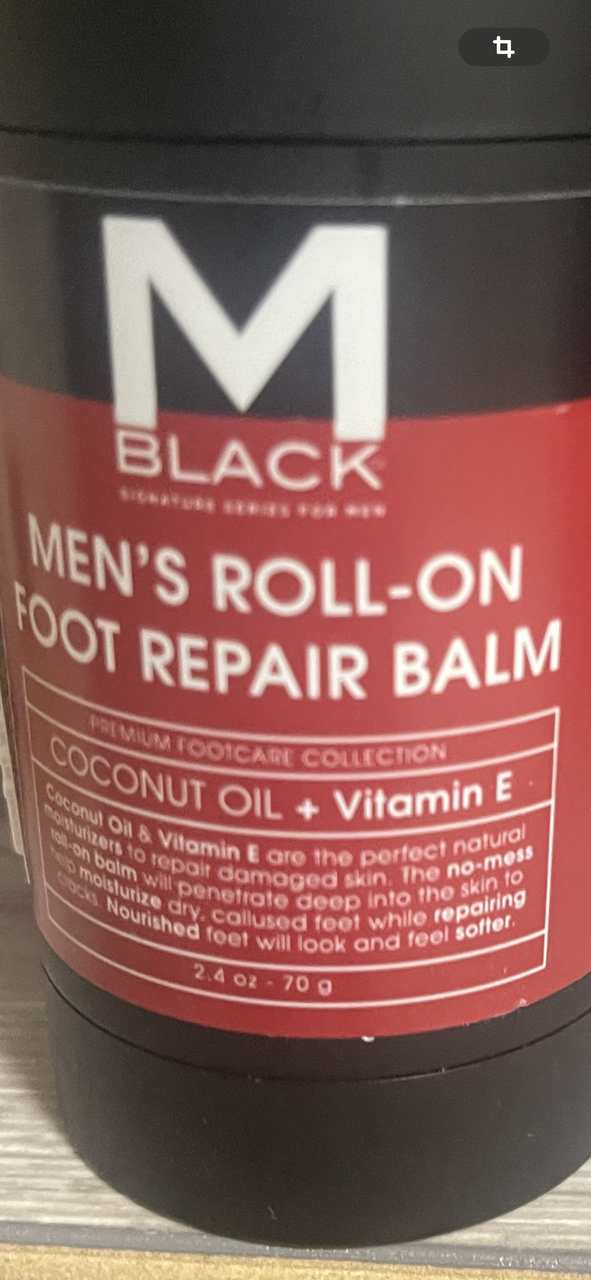 M
BLACK
SIGNATURE SERIES FOR MEN
MEN'S ROLL-ON
FOOT REPAIR BALM
PREMIUM FOOTCARE COLLECTION
COCONUT OIL + Vitamin E
Coconut Oil & Vitamin E are the perfect natural
moisturizers to repair damaged skin. The no-mess
roll-on balm will penetrate deep into the skin to
help moisturize dry, callused feet while repairing
cracks. Nourished feet will look and feel softer.
2.4 oz - 70 g